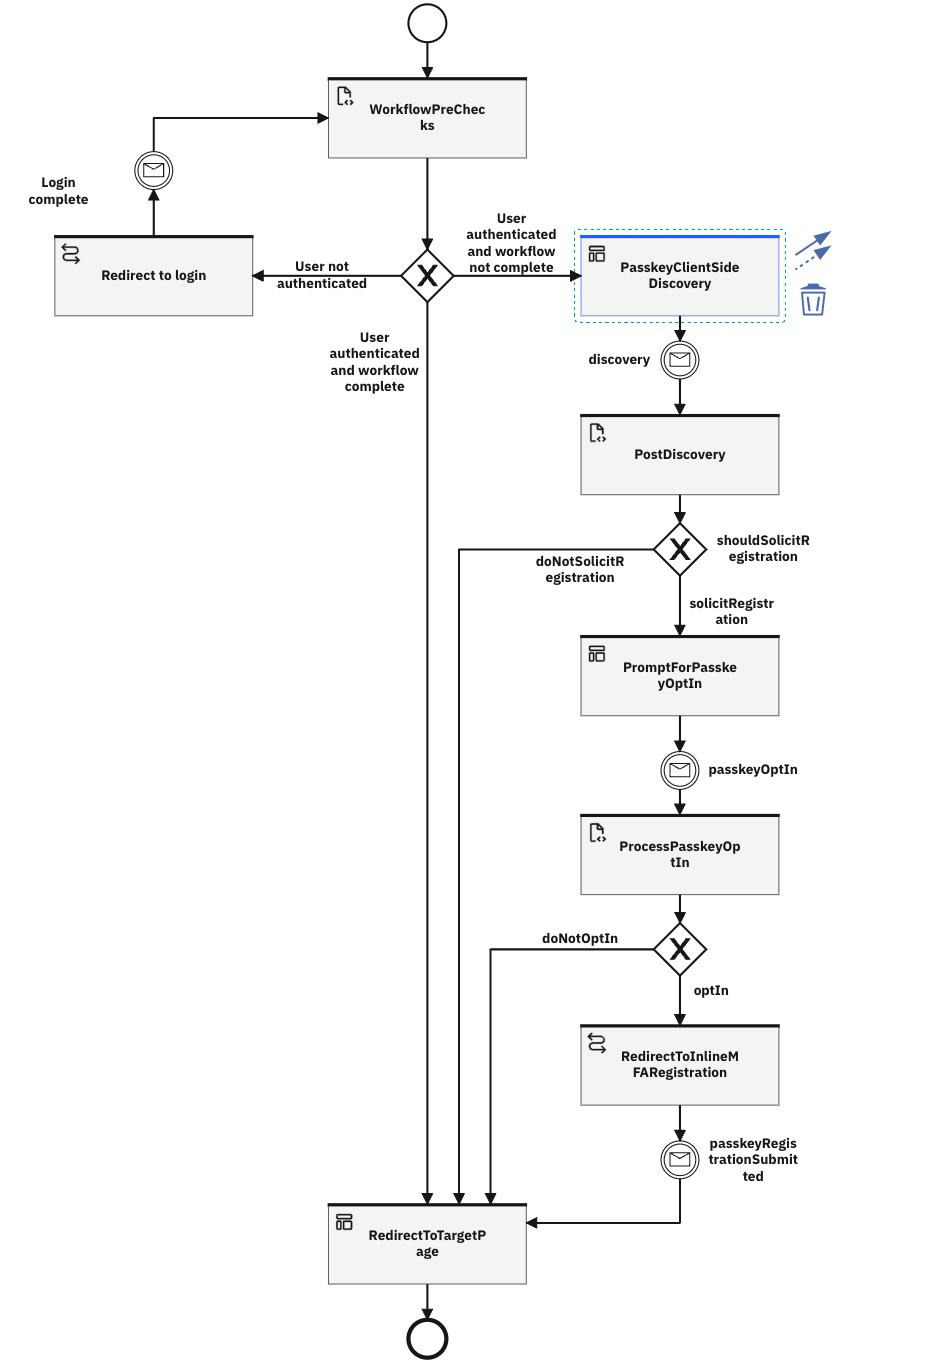 WorkflowPreChec
ks
Login
complete
Redirect to login
User not
authenticated
User
authenticated
and workflow
not complete
PasskeyClientSide
Discovery
User
authenticated
and workflow
complete
discovery
PostDiscovery
shouldSolicitR
egistration
doNotSolicitR
egistration
solicitRegistr
ation
PromptForPasske
yOptIn
passkeyOptIn
ProcessPasskeyOp
tIn
doNotOptIn
optIn
RedirectToInlineM
FARegistration
passkeyRegis
trationSubmit
ted
RedirectToTargetP
age